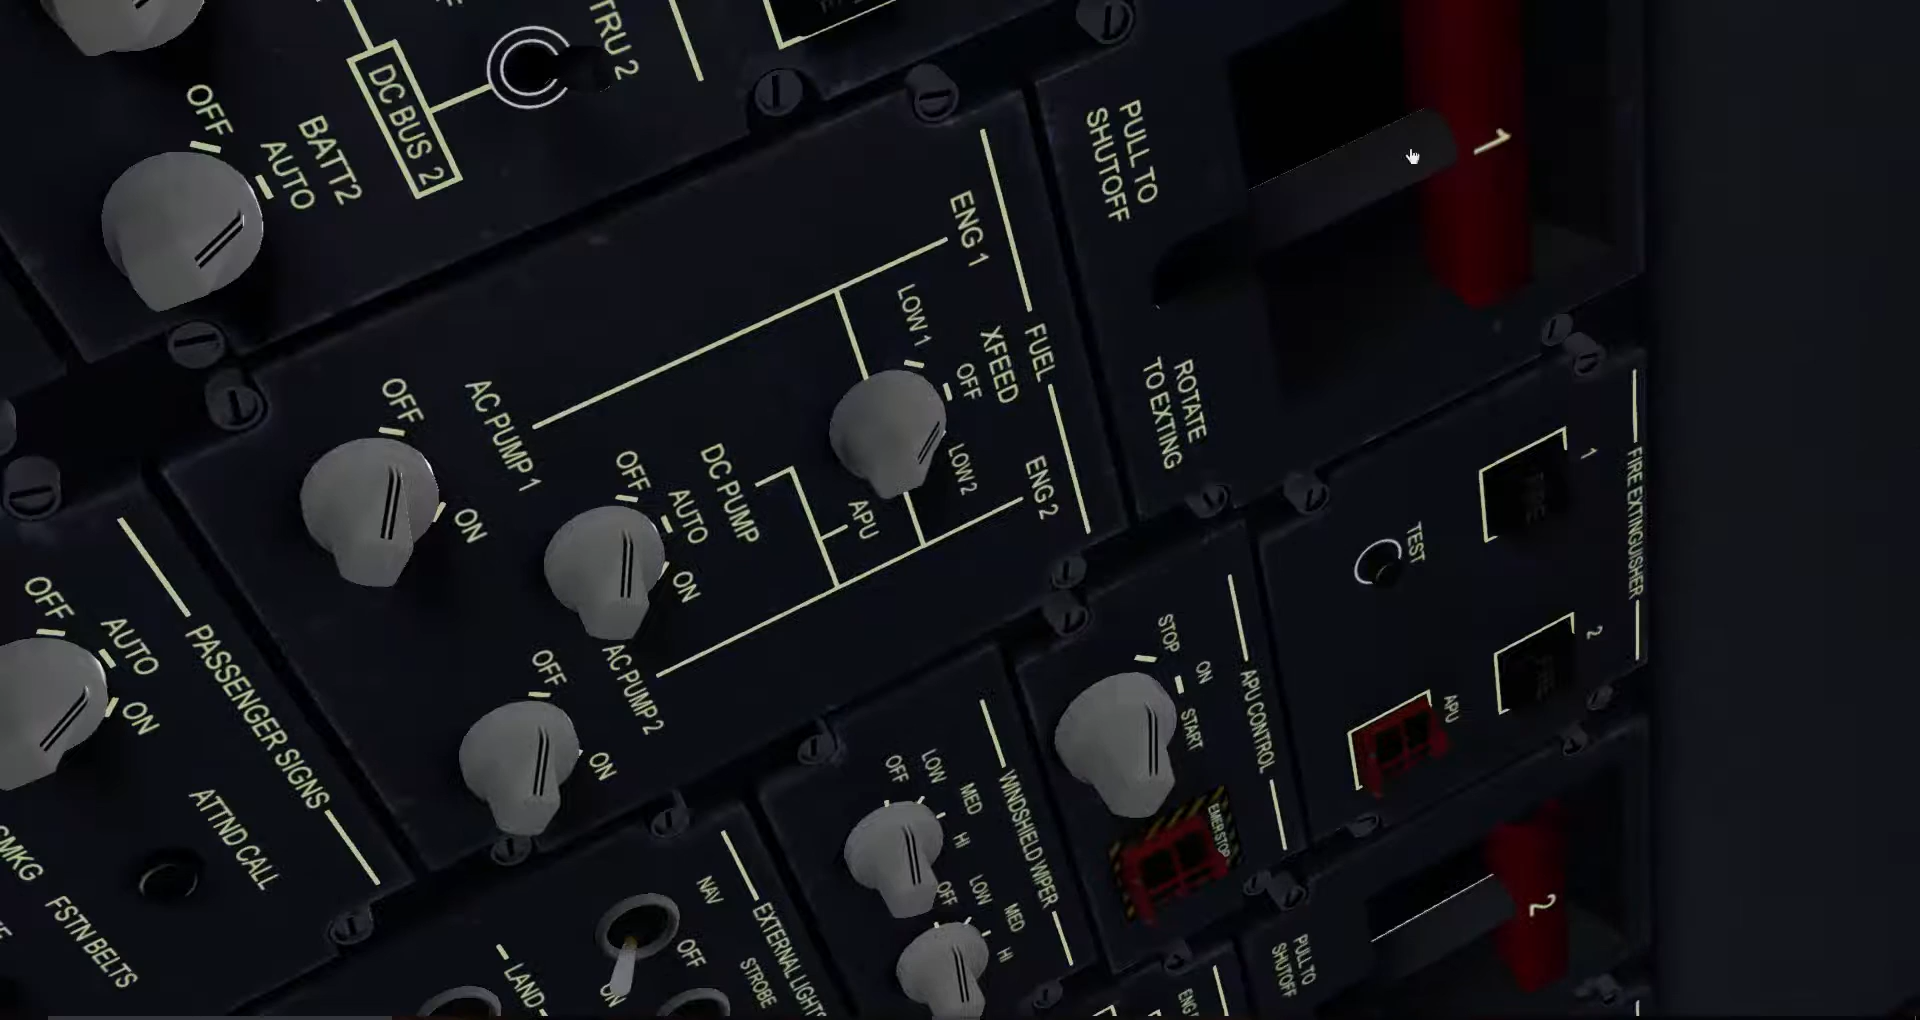 TRU 2
DC BUS 2
OFF
BATT2
AUTO
PULL TO
SHUTOFF
1
ENG 1
LOW 1
XFEED
OFF
FUEL
LOW 2
ENG 2
ROTATE
TO EXTING
OFF
AC PUMP 1
ON
OFF
AUTO
DC PUMP
ON
APU
OFF
AC PUMP 2
ON
FIRE EXTINGUISHER
1
TEST
2
APU
OFF
AUTO
ON
PASSENGER SIGNS
ATTND CALL
FSTN BELTS
STOP
ON
START
APU CONTROL
EMER STOP
OFF
LOW
MED
HI
WINDSHIELD WIPER
OFF
LOW
MED
HI
NAV
OFF
ON
EXTERNAL LIGHTS
STROBE
2
PULL TO
SHUTOFF